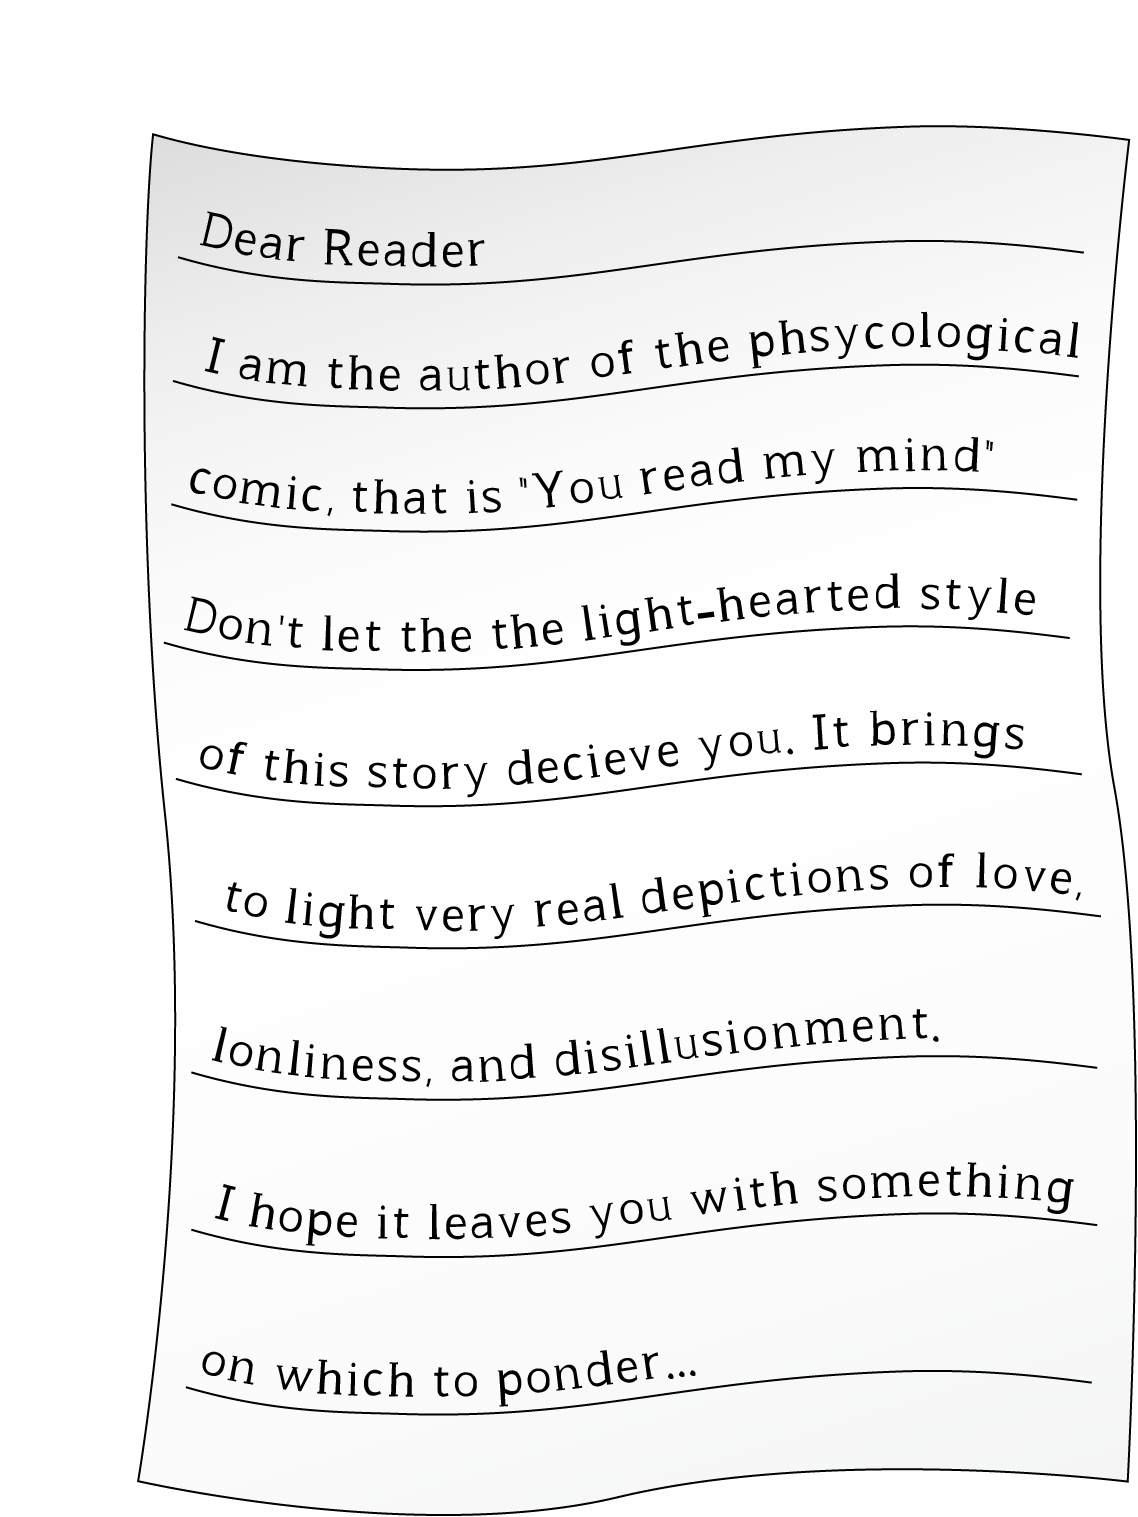 Dear Reader
I am the author of the phsycological
comic, that is "You read my mind"
Don't let the the light-hearted style
of this story decieve you. It brings
to light very real depictions of love,
lonliness, and disillusionment.
I hope it leaves you with something
on which to ponder...